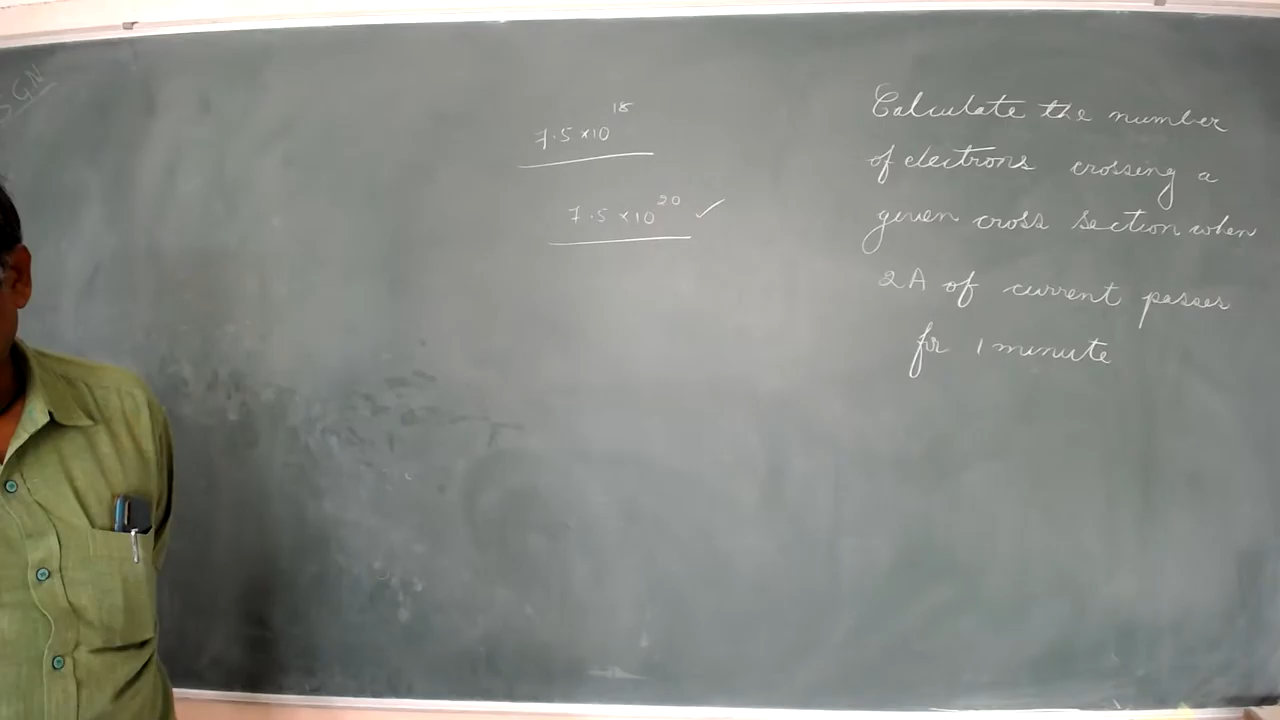 SGN
7.5 × 10^18
7.5 × 10^20 ✓
Calculate the number
of electrons crossing a
given cross section when
2A of current passes
for 1 minute